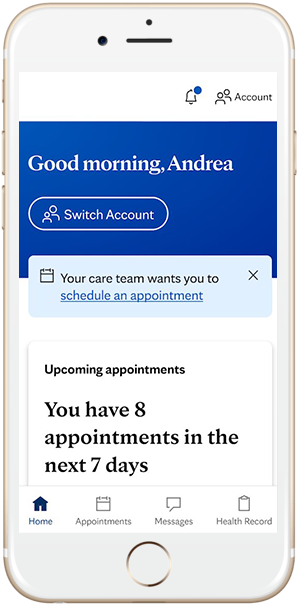 Account
Good morning, Andrea
Switch Account
Your care team wants you to
schedule an appointment
Upcoming appointments
You have 8
appointments in the
next 7 days
Home
Appointments
Messages
Health Record